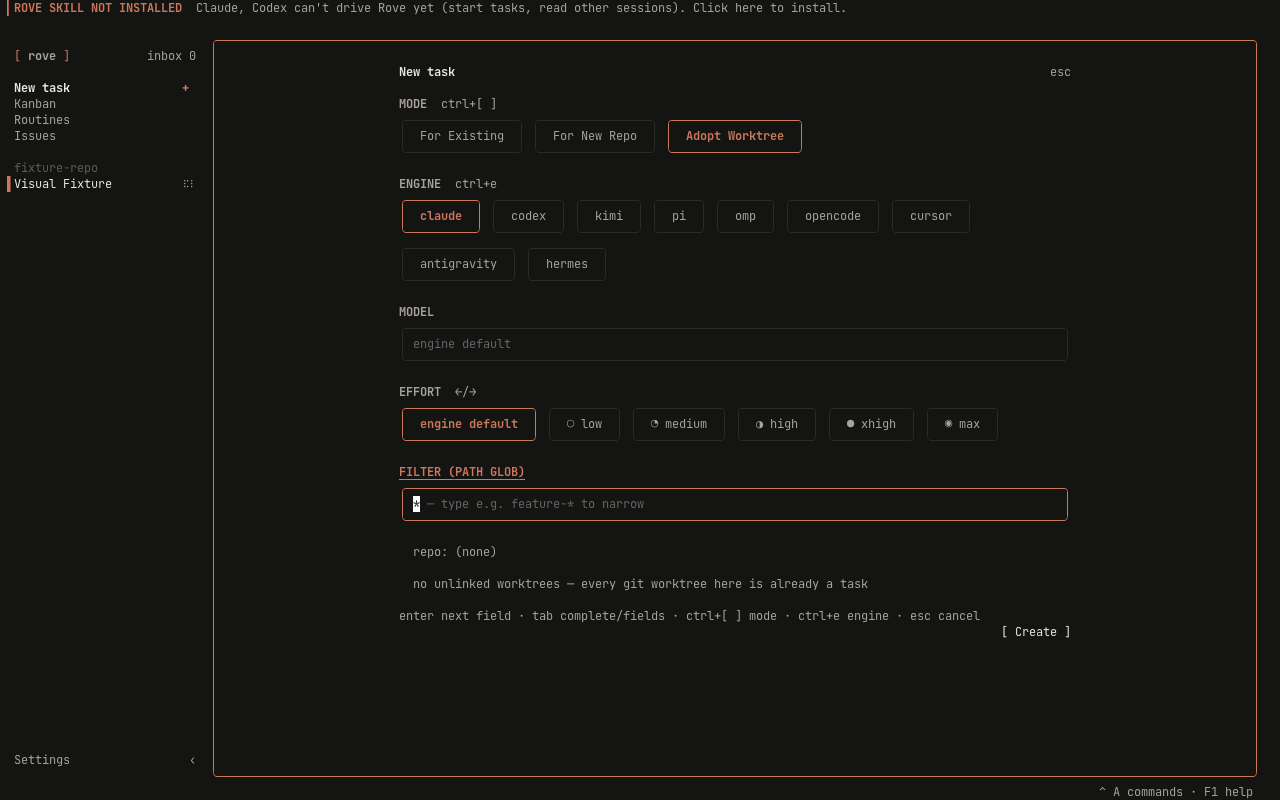 ROVE SKILL NOT INSTALLED  Claude, Codex can't drive Rove yet (start tasks, read other sessions). Click here to install.
[ rove ]  inbox 0
New task  +
Kanban
Routines
Issues
fixture-repo
Visual Fixture
Settings  ‹
New task  esc
MODE  ctrl+[ ]
For Existing  For New Repo  Adopt Worktree
ENGINE  ctrl+e
claude  codex  kimi  pi  omp  opencode  cursor
antigravity  hermes
MODEL
engine default
EFFORT  ←/→
engine default  ○ low  ◔ medium  ◑ high  ● xhigh  ◉ max
FILTER (PATH GLOB)
* — type e.g. feature-* to narrow
repo: (none)
no unlinked worktrees — every git worktree here is already a task
enter next field · tab complete/fields · ctrl+[ ] mode · ctrl+e engine · esc cancel
[ Create ]
^ A commands · F1 help